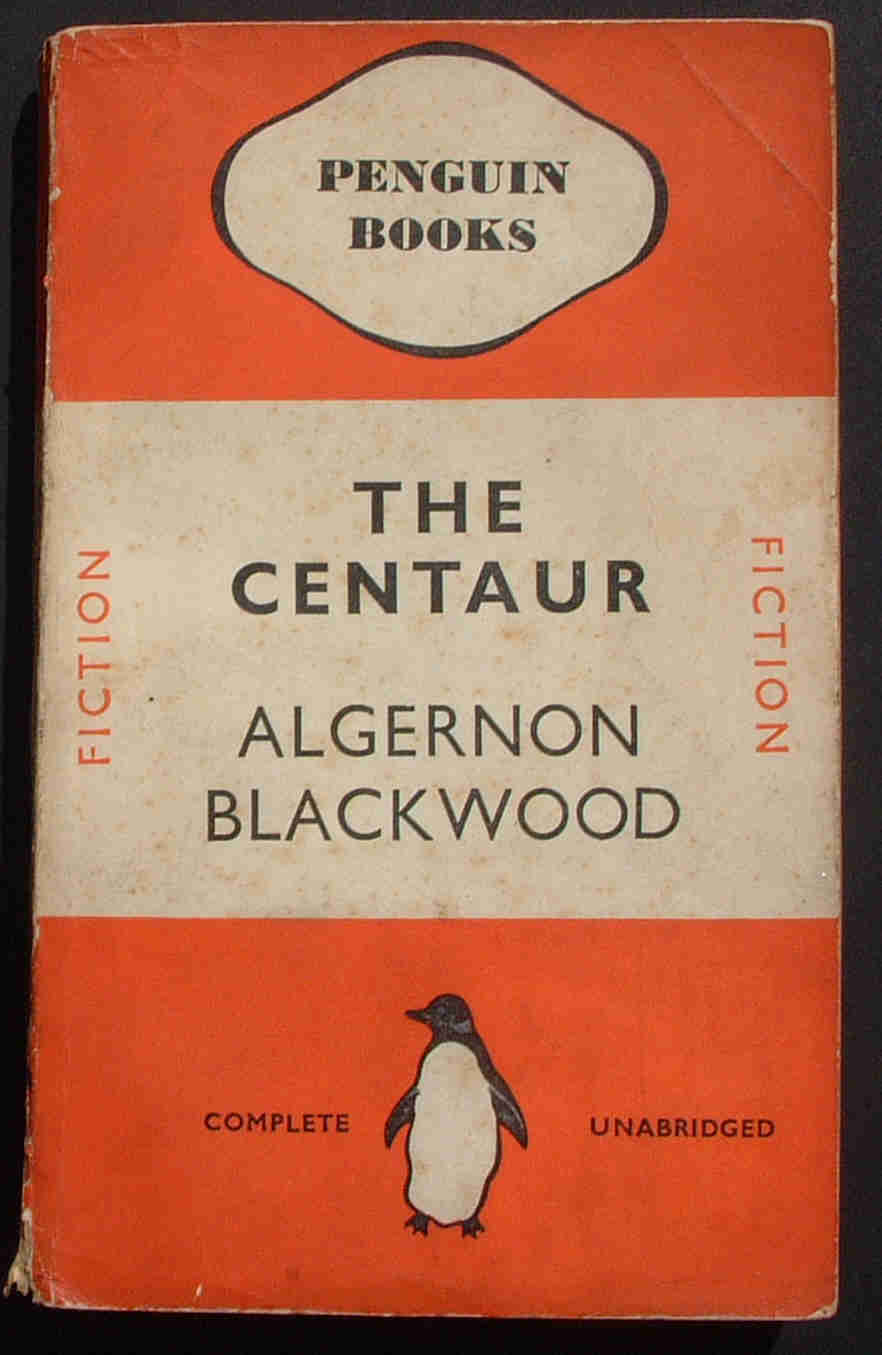 PENGUIN
BOOKS
THE
CENTAUR
ALGERNON
BLACKWOOD
FICTION
FICTION
COMPLETE
UNABRIDGED